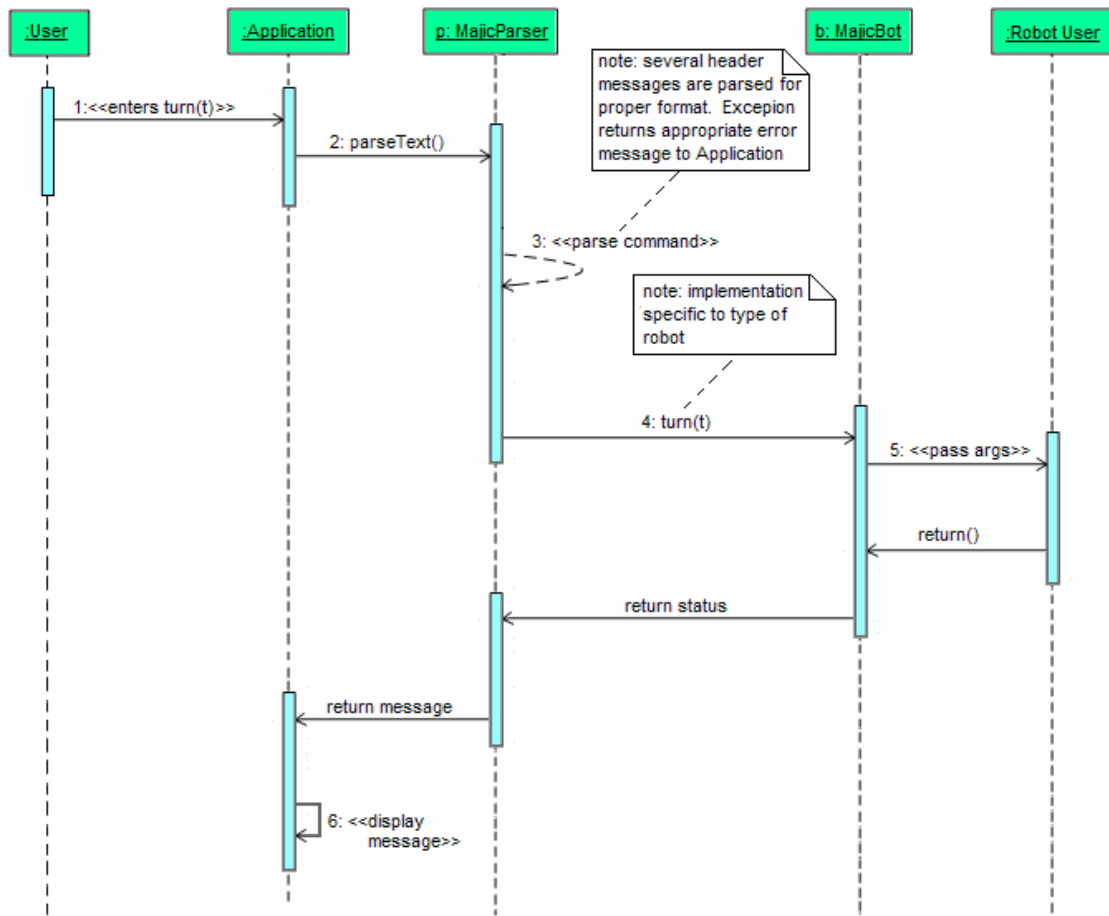 :User
:Application
p: MajicParser
b: MajicBot
:Robot User
note: several header
messages are parsed for
proper format.  Excepion
returns appropriate error
message to Application
1:<<enters turn(t)>>
2: parseText()
3: <<parse command>>
note: implementation
specific to type of
robot
4: turn(t)
5: <<pass args>>
return()
return status
return message
6: <<display
message>>